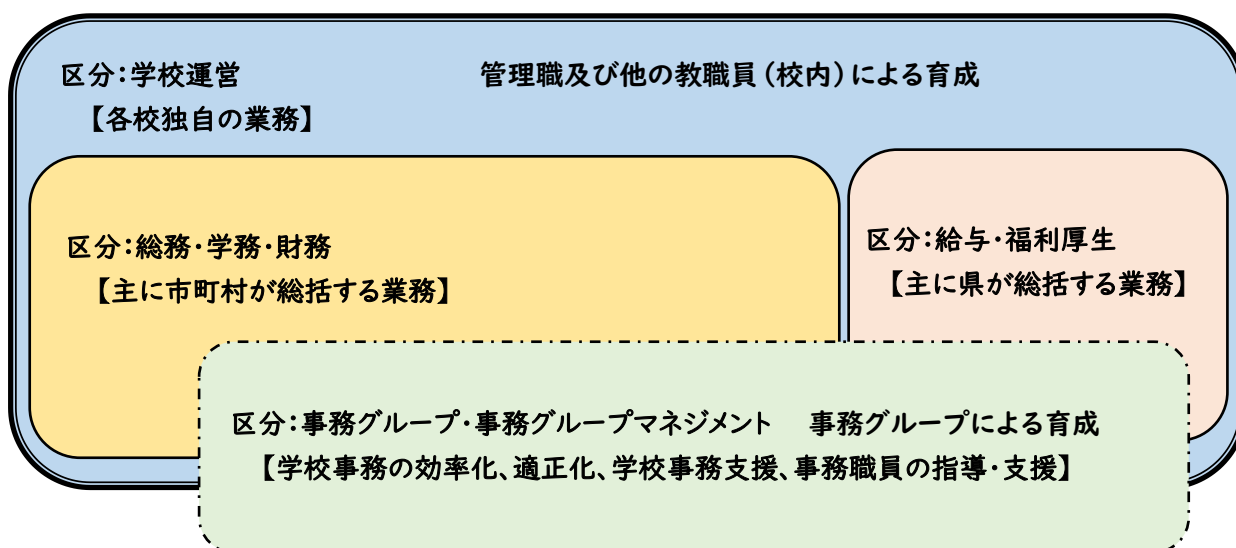 区分：学校運営　管理職及び他の教職員（校内）による育成
【各校独自の業務】
区分：総務・学務・財務
【主に市町村が総括する業務】
区分：給与・福利厚生
【主に県が総括する業務】
区分：事務グループ・事務グループマネジメント　事務グループによる育成
【学校事務の効率化、適正化、学校事務支援、事務職員の指導・支援】